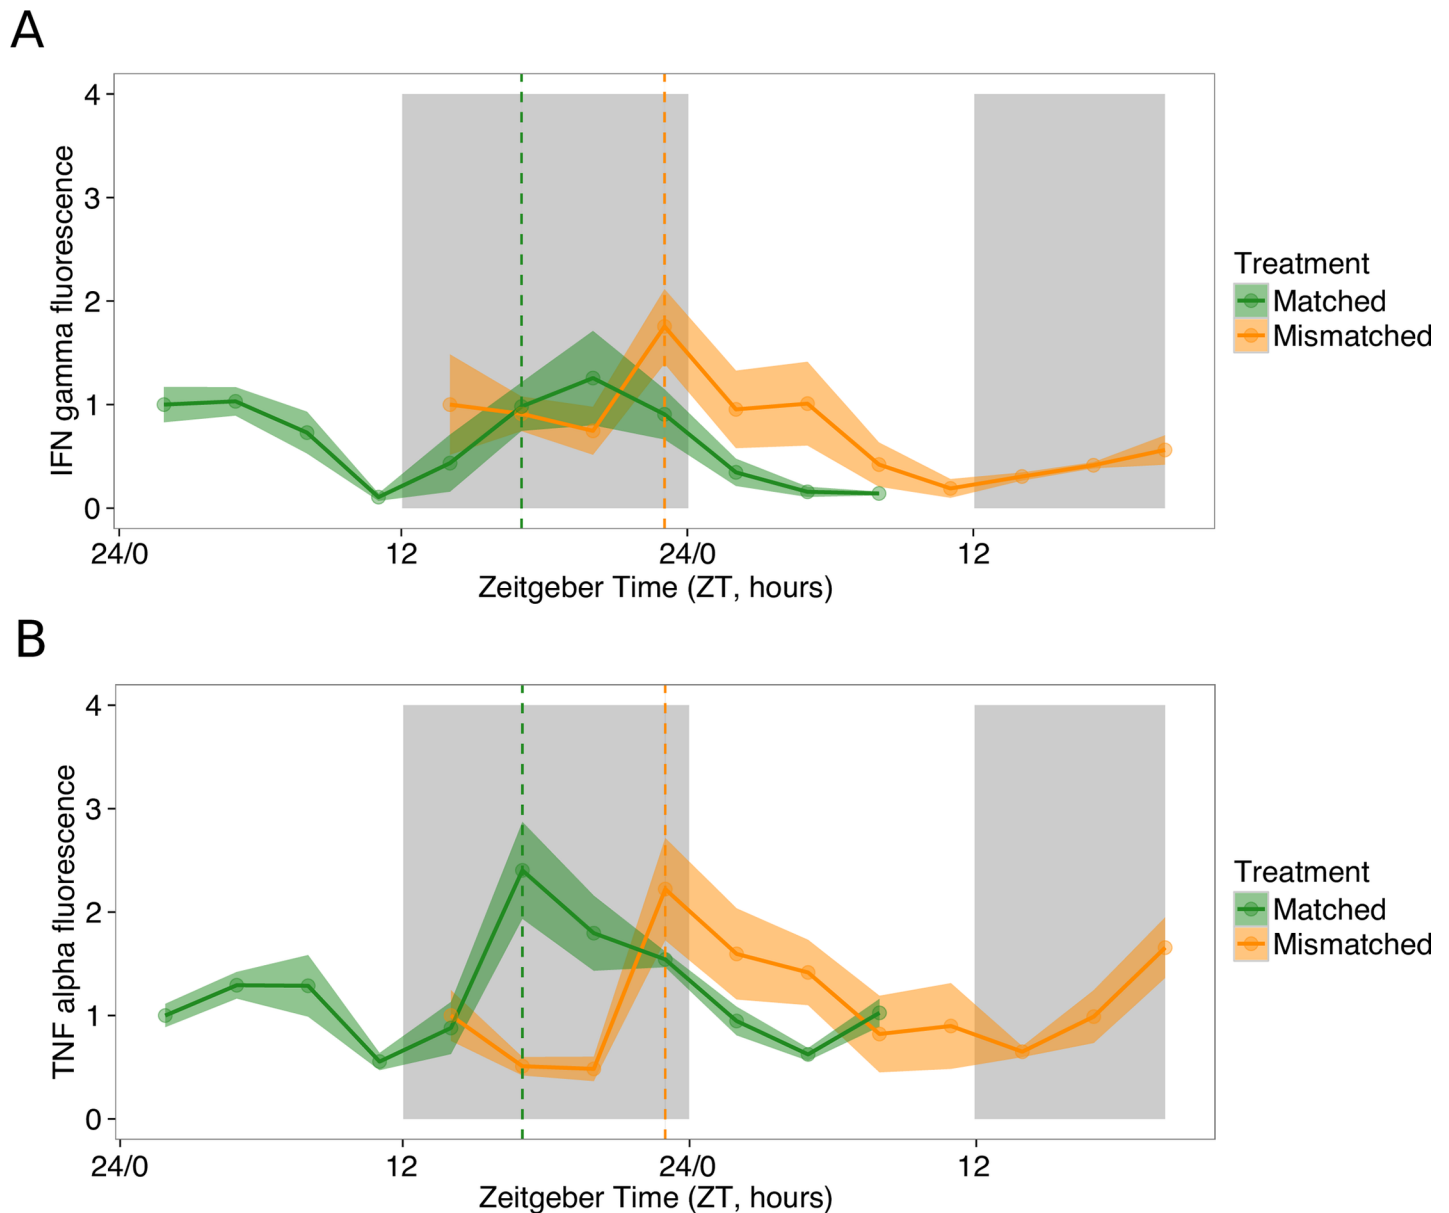 A
4
3
2
1
0
IFN gamma fluorescence
24/0
12
24/0
12
Zeitgeber Time (ZT, hours)
Treatment
Matched
Mismatched
B
4
3
2
1
0
TNF alpha fluorescence
24/0
12
24/0
12
Zeitgeber Time (ZT, hours)
Treatment
Matched
Mismatched